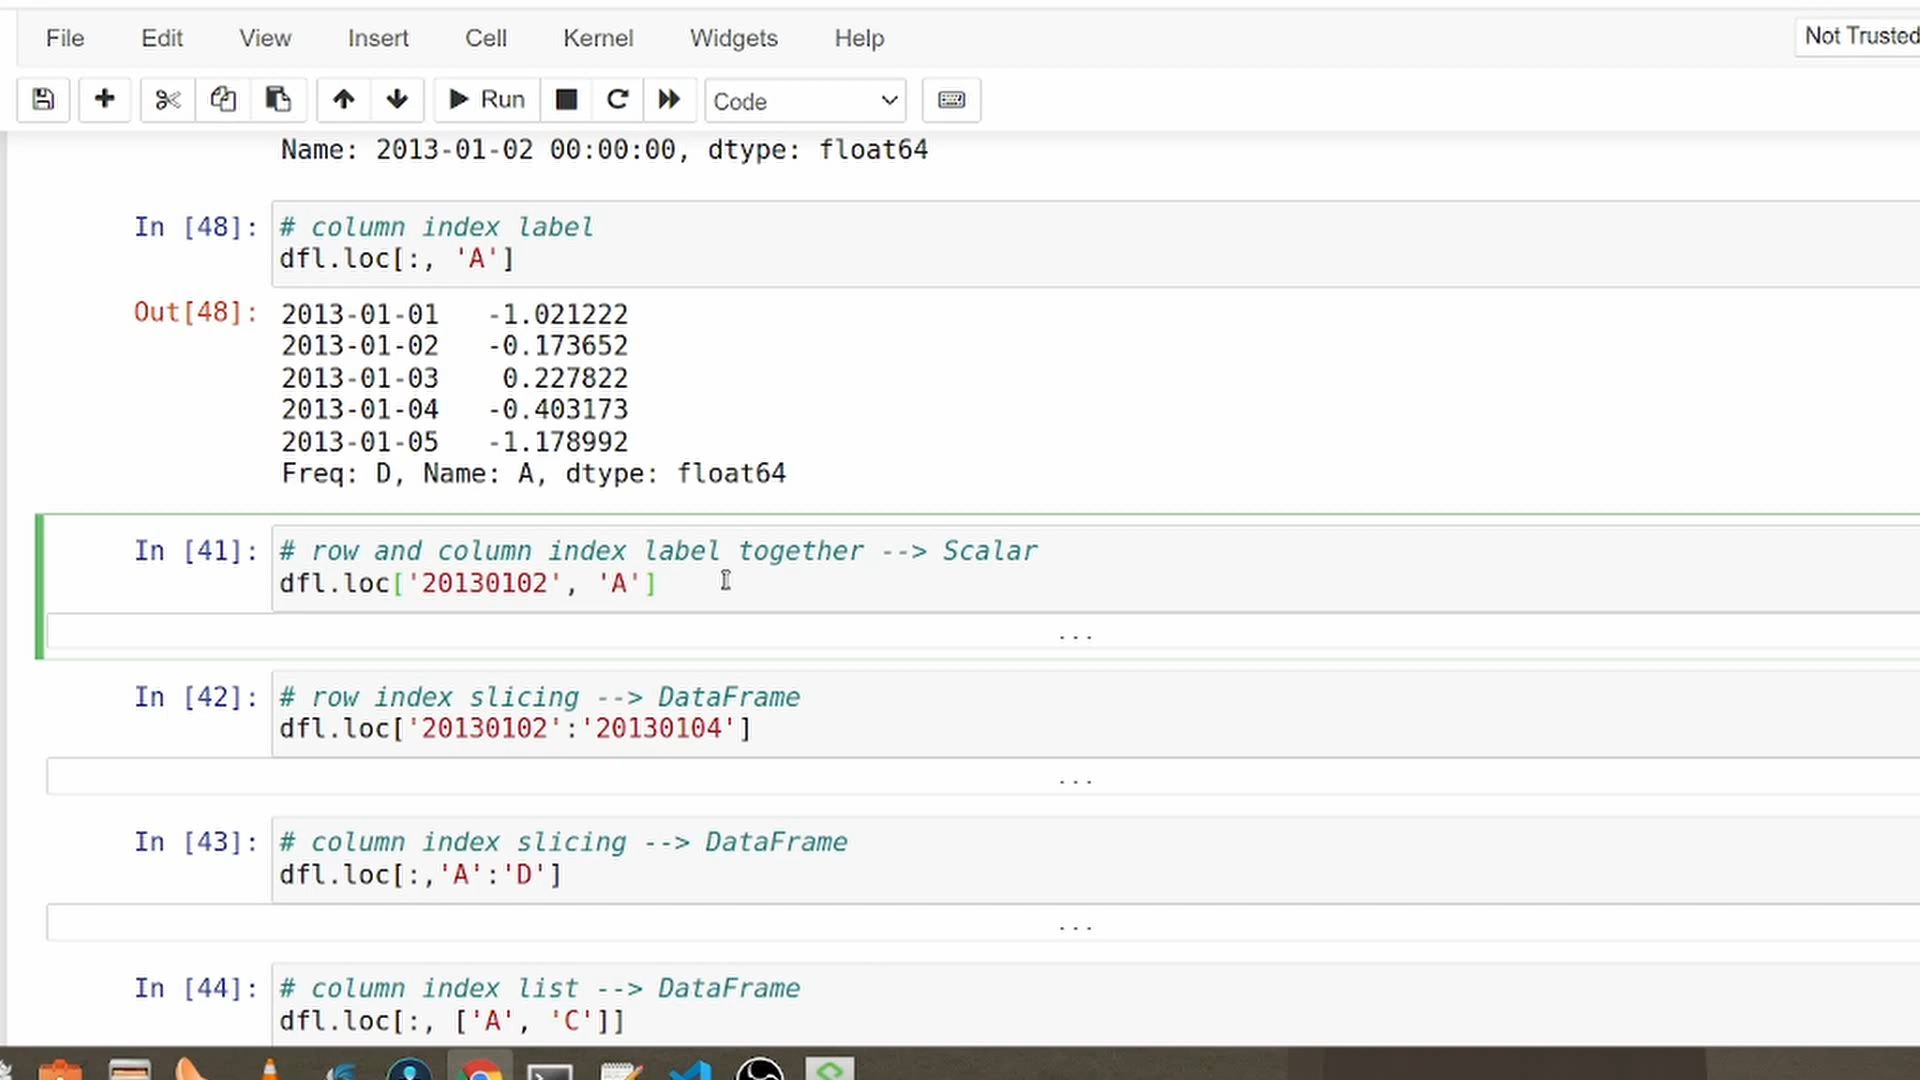 File Edit View Insert Cell Kernel Widgets Help Not Trusted
Run Code
Name: 2013-01-02 00:00:00, dtype: float64
In [48]: # column index label
dfl.loc[:, 'A']
Out[48]: 2013-01-01 -1.021222
2013-01-02 -0.173652
2013-01-03 0.227822
2013-01-04 -0.403173
2013-01-05 -1.178992
Freq: D, Name: A, dtype: float64
In [41]: # row and column index label together --> Scalar
dfl.loc['20130102', 'A']
...
In [42]: # row index slicing --> DataFrame
dfl.loc['20130102':'20130104']
...
In [43]: # column index slicing --> DataFrame
dfl.loc[:,'A':'D']
...
In [44]: # column index list --> DataFrame
dfl.loc[:, ['A', 'C']]